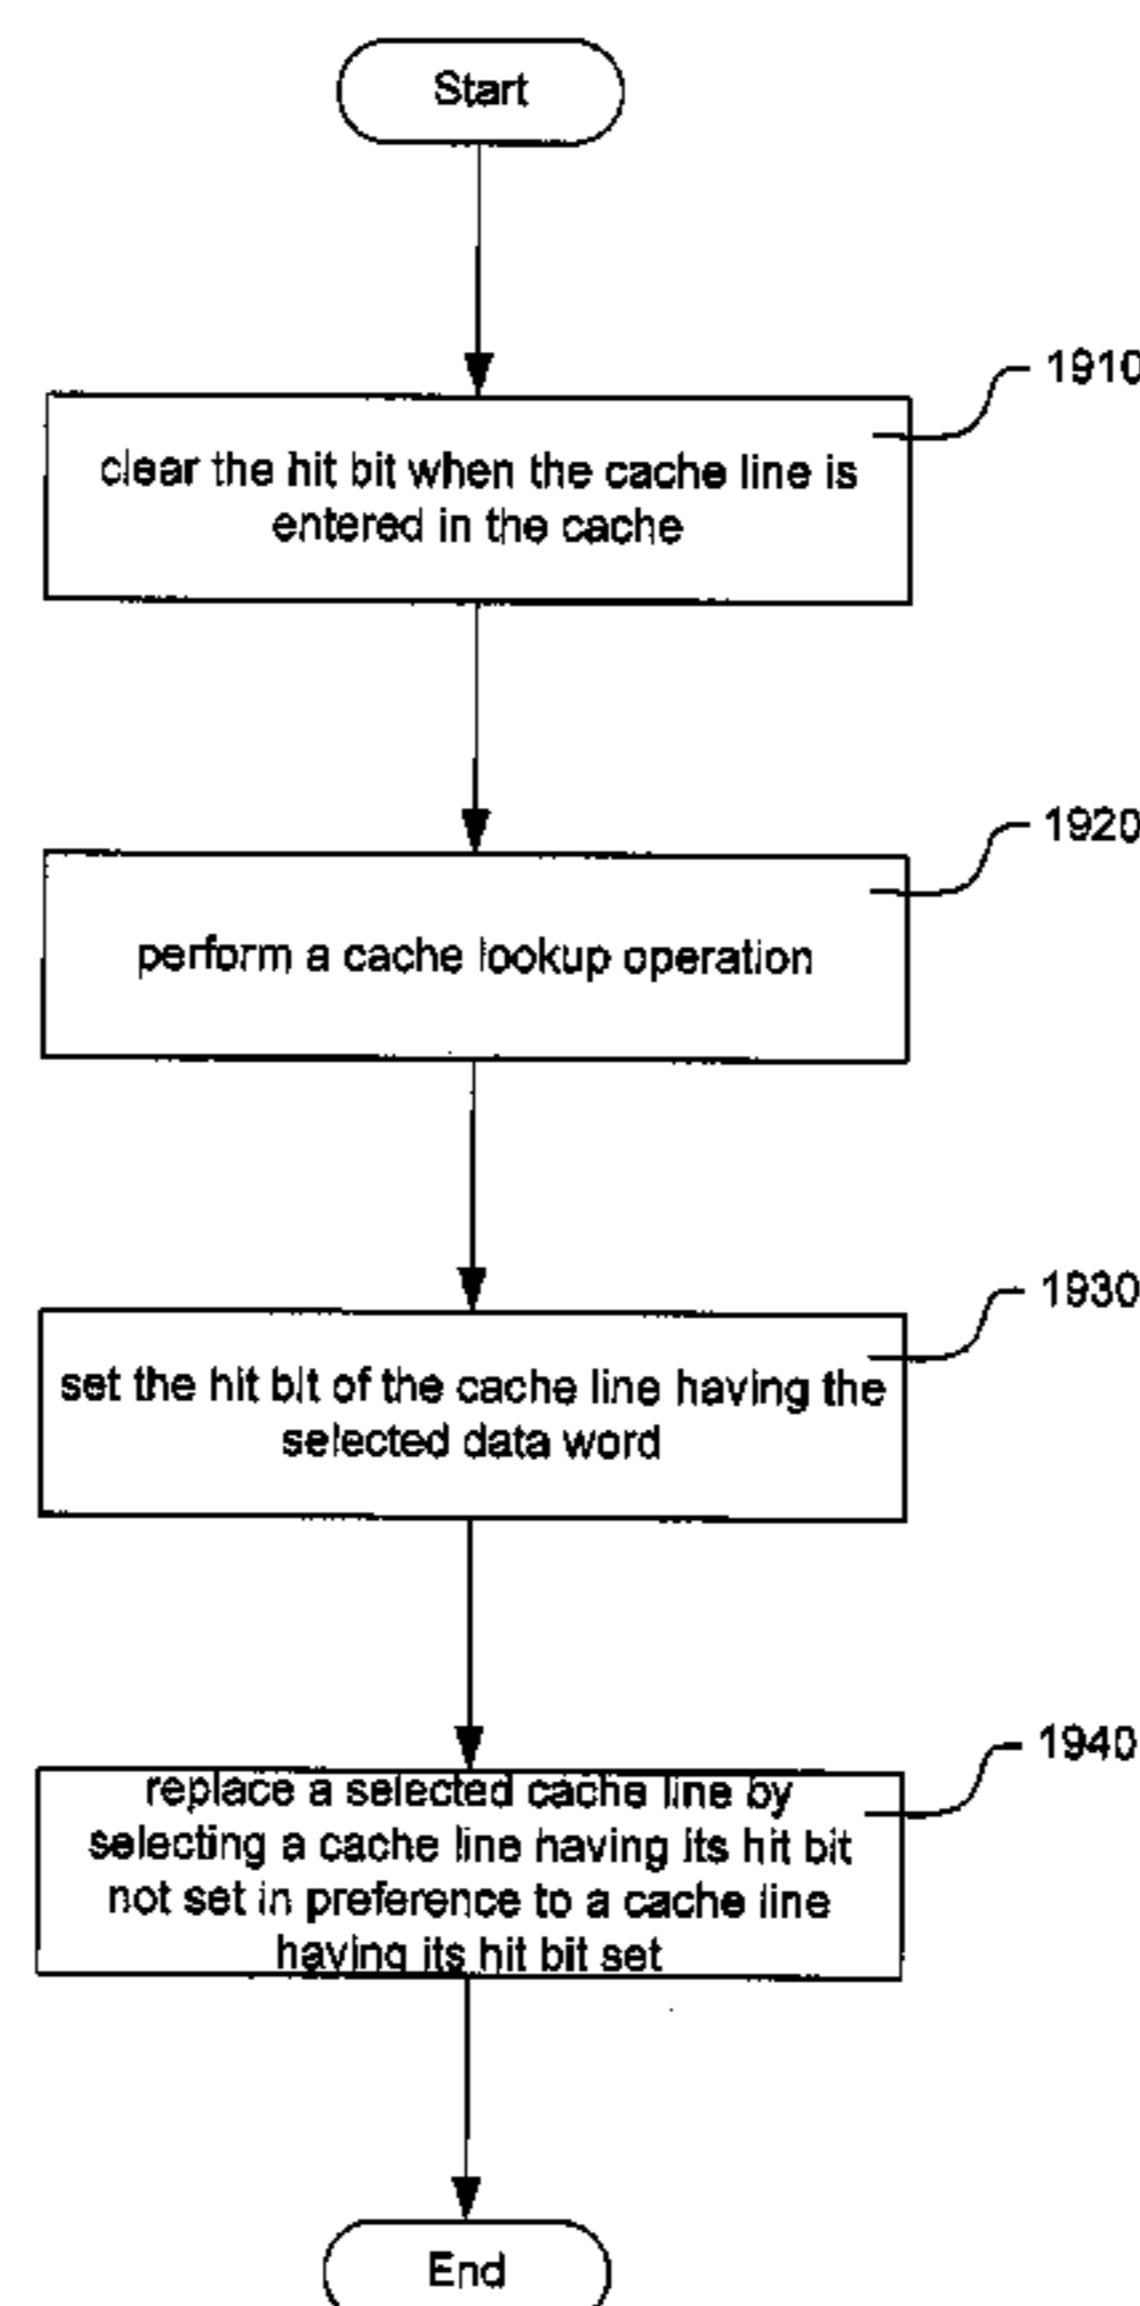 Start
1910
clear the hit bit when the cache line is
entered in the cache
1920
perform a cache lookup operation
1930
set the hit bit of the cache line having the
selected data word
1940
replace a selected cache line by
selecting a cache line having its hit bit
not set in preference to a cache line
having its hit bit set
End